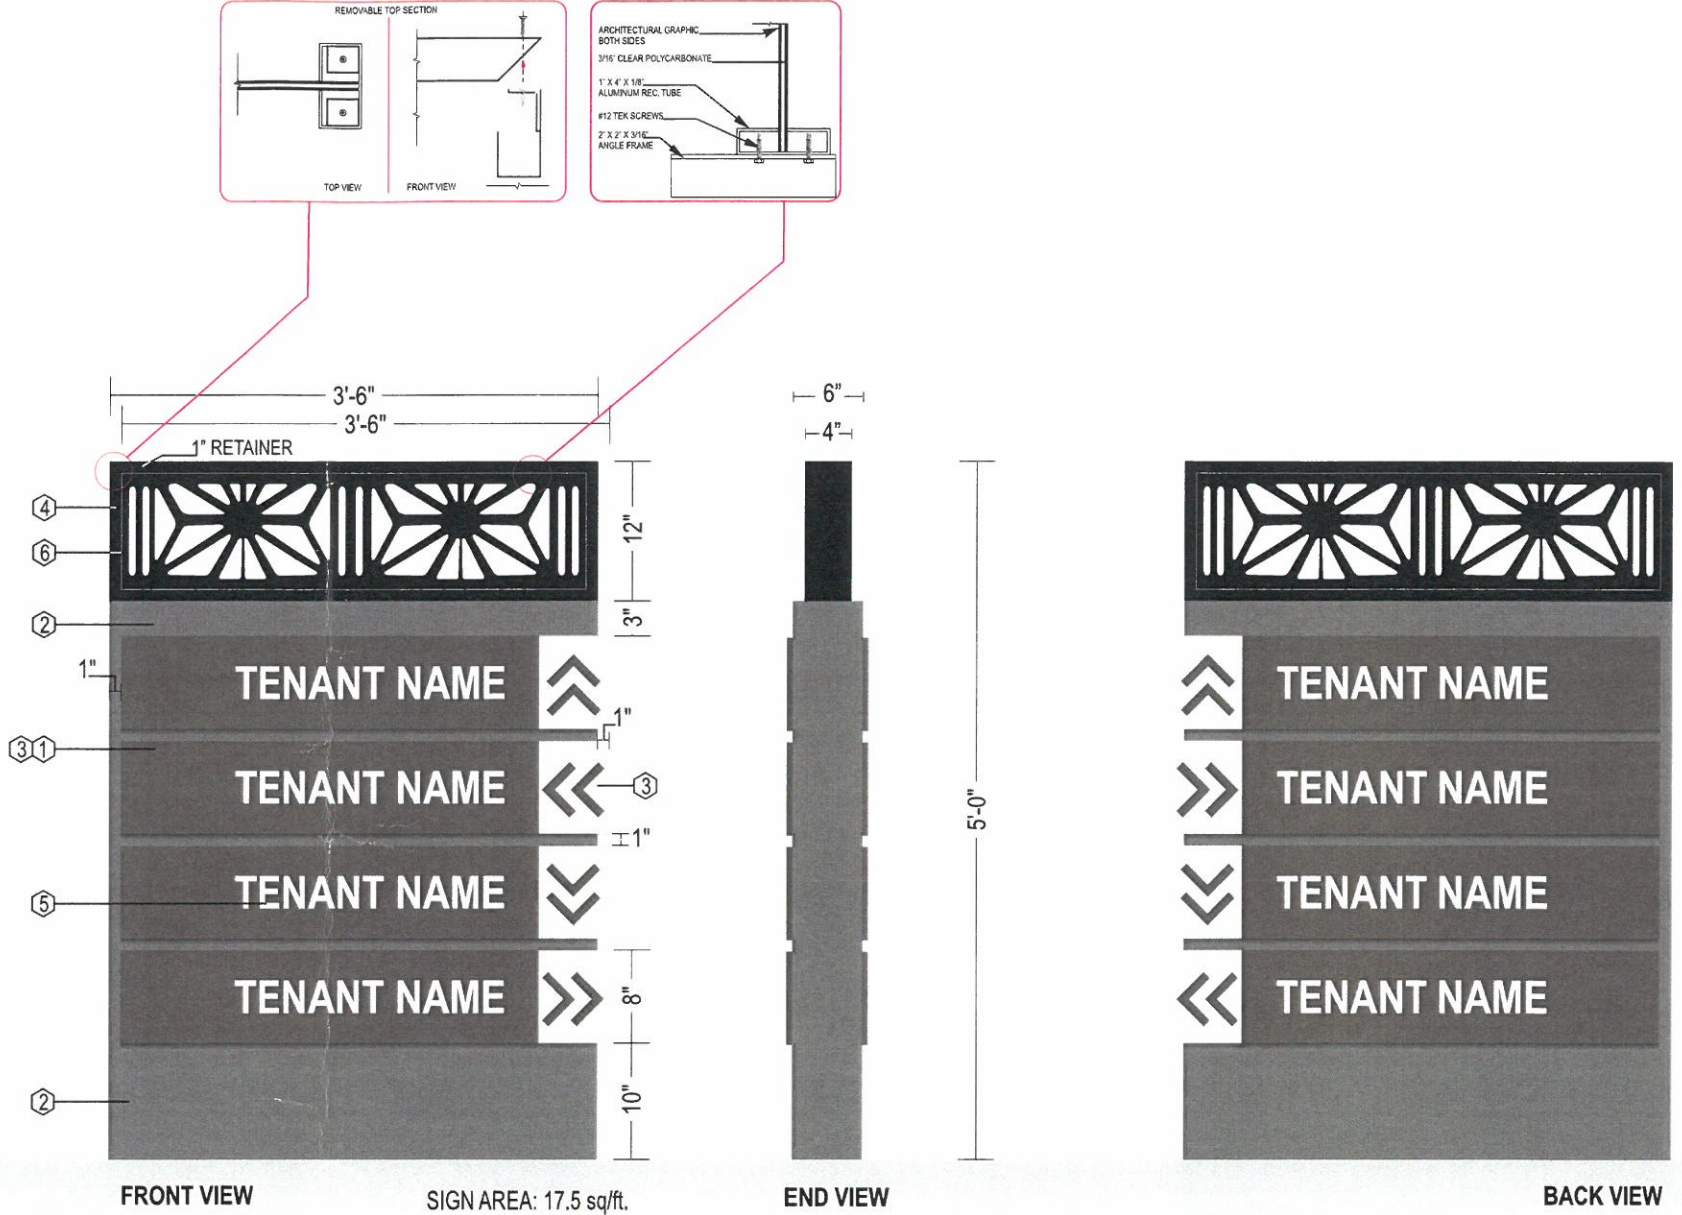 REMOVABLE TOP SECTION
TOP VIEW
FRONT VIEW
ARCHITECTURAL GRAPHIC
BOTH SIDES
3/16" CLEAR POLYCARBONATE
1" X 4" X 1/8"
ALUMINUM REC. TUBE
#12 TEK SCREWS
2" X 2" X 3/16"
ANGLE FRAME
3'-6"
3'-6"
1" RETAINER
4
6
12"
2
3"
1"
TENANT NAME
1"
3 1
TENANT NAME
3
1"
5
TENANT NAME
TENANT NAME
8"
2
10"
FRONT VIEW
SIGN AREA: 17.5 sq/ft.
6"
4"
5'-0"
END VIEW
TENANT NAME
TENANT NAME
TENANT NAME
TENANT NAME
BACK VIEW